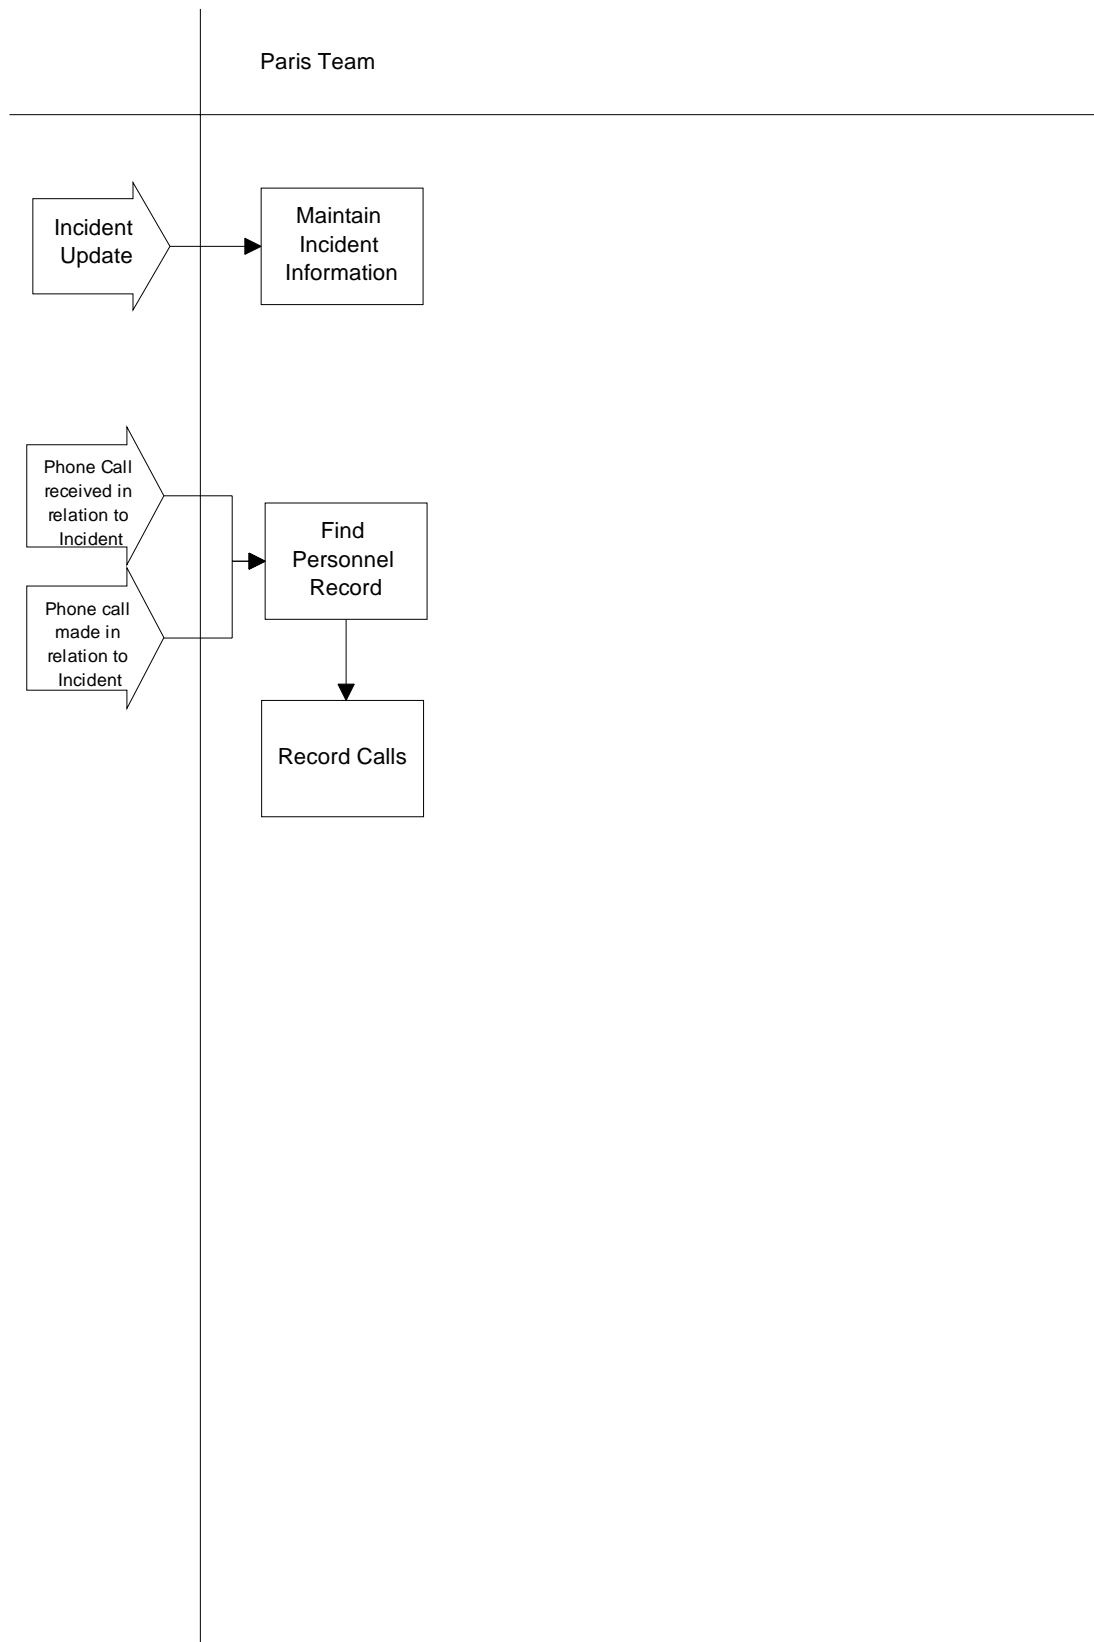 Paris Team
Incident
Update
Maintain
Incident
Information
Phone Call
received in
relation to
Incident
Find
Personnel
Record
Phone call
made in
relation to
Incident
Record Calls